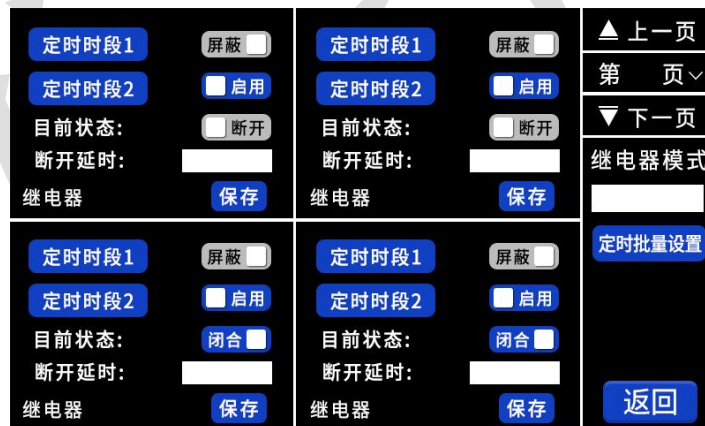 定时时段1 屏蔽
定时时段2 启用
目前状态: 断开
断开延时:
继电器 保存
定时时段1 屏蔽
定时时段2 启用
目前状态: 断开
断开延时:
继电器 保存
定时时段1 屏蔽
定时时段2 启用
目前状态: 闭合
断开延时:
继电器 保存
定时时段1 屏蔽
定时时段2 启用
目前状态: 闭合
断开延时:
继电器 保存
上一页
第 页
下一页
继电器模式
定时批量设置
返回